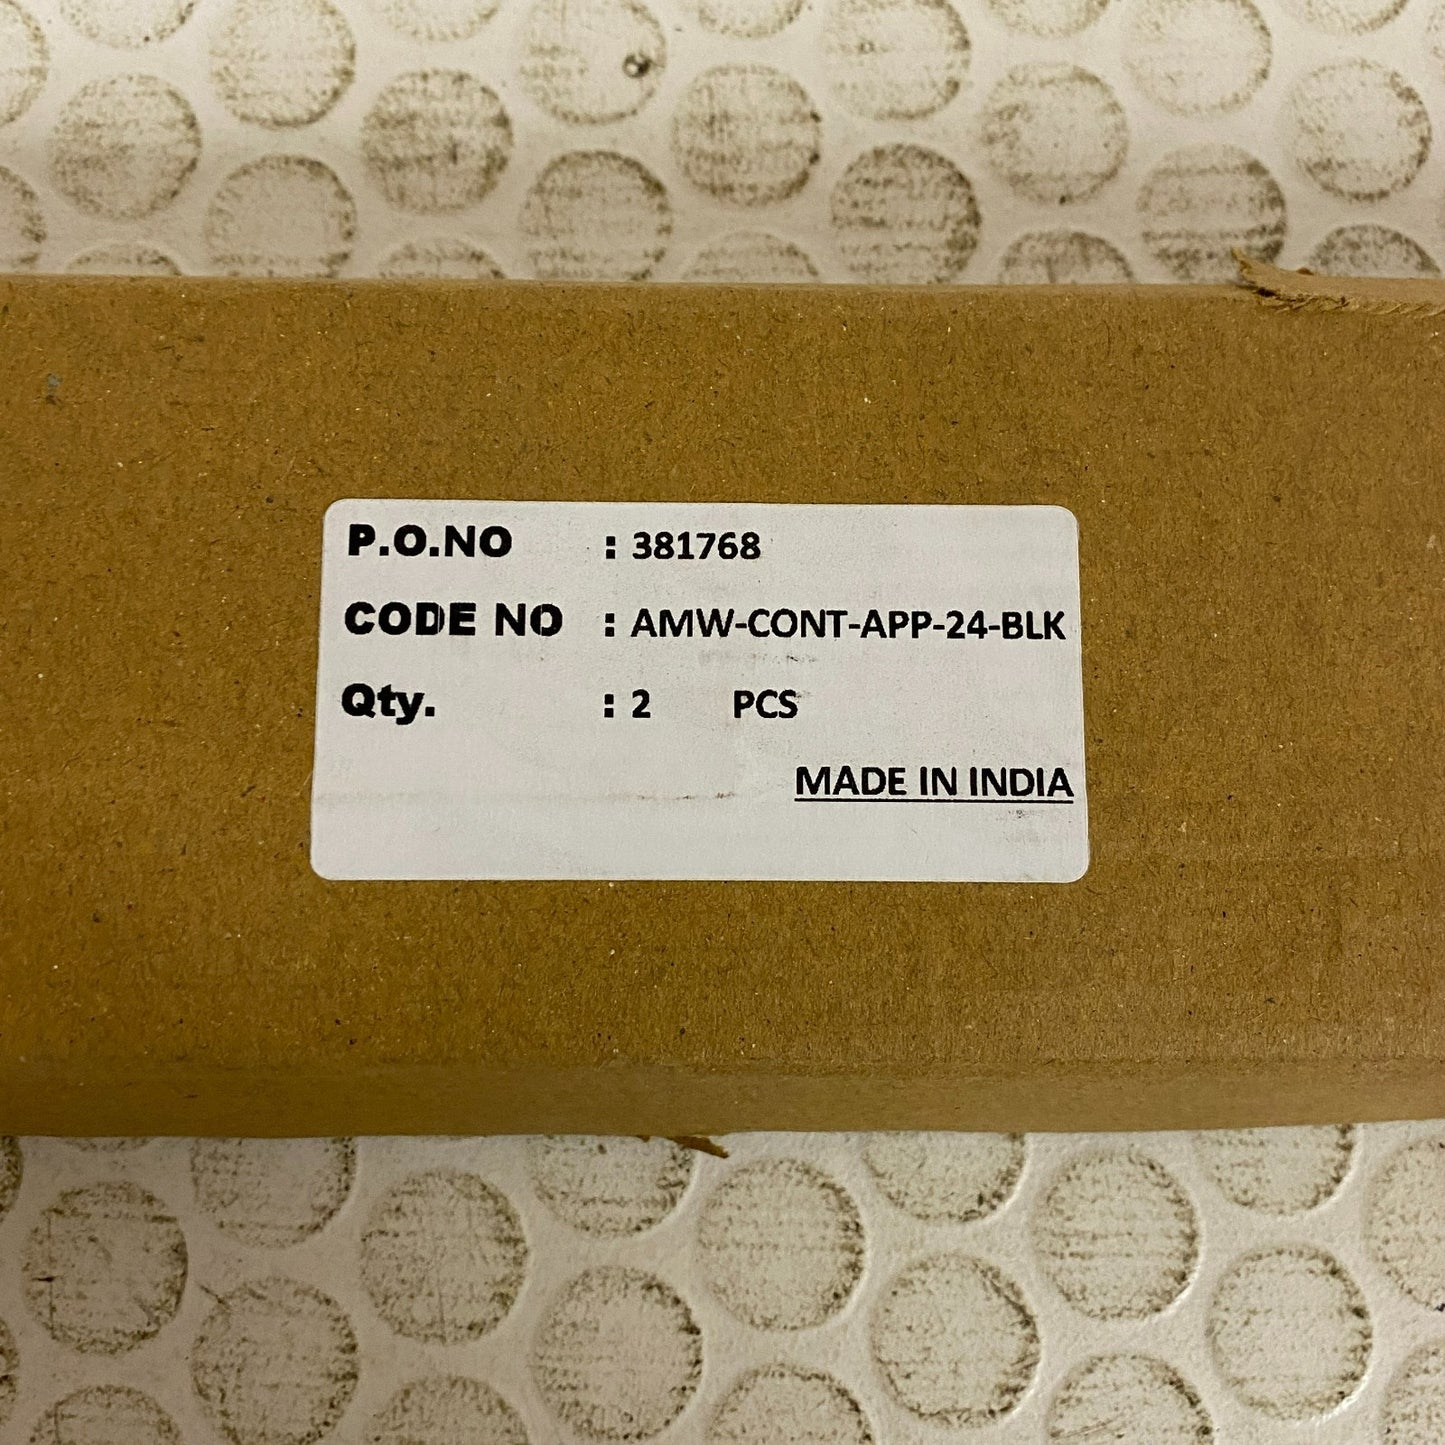 P.O.NO : 381768
CODE NO : AMW-CONT-APP-24-BLK
Qty. : 2 PCS
MADE IN INDIA